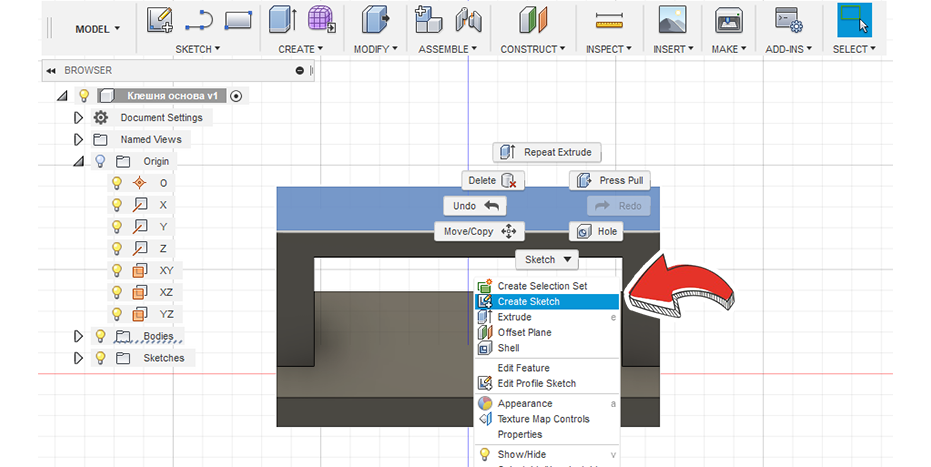 MODEL ▾
SKETCH ▾
CREATE ▾
MODIFY ▾
ASSEMBLE ▾
CONSTRUCT ▾
INSPECT ▾
INSERT ▾
MAKE ▾
ADD-INS ▾
SELECT ▾
BROWSER
Клешня основа v1
Document Settings
Named Views
Origin
O
X
Y
Z
XY
XZ
YZ
Bodies
Sketches
Repeat Extrude
Delete
Press Pull
Undo
Redo
Move/Copy
Hole
Sketch ▼
Create Selection Set
Create Sketch
Extrude e
Offset Plane
Shell
Edit Feature
Edit Profile Sketch
Appearance a
Texture Map Controls
Properties
Show/Hide v